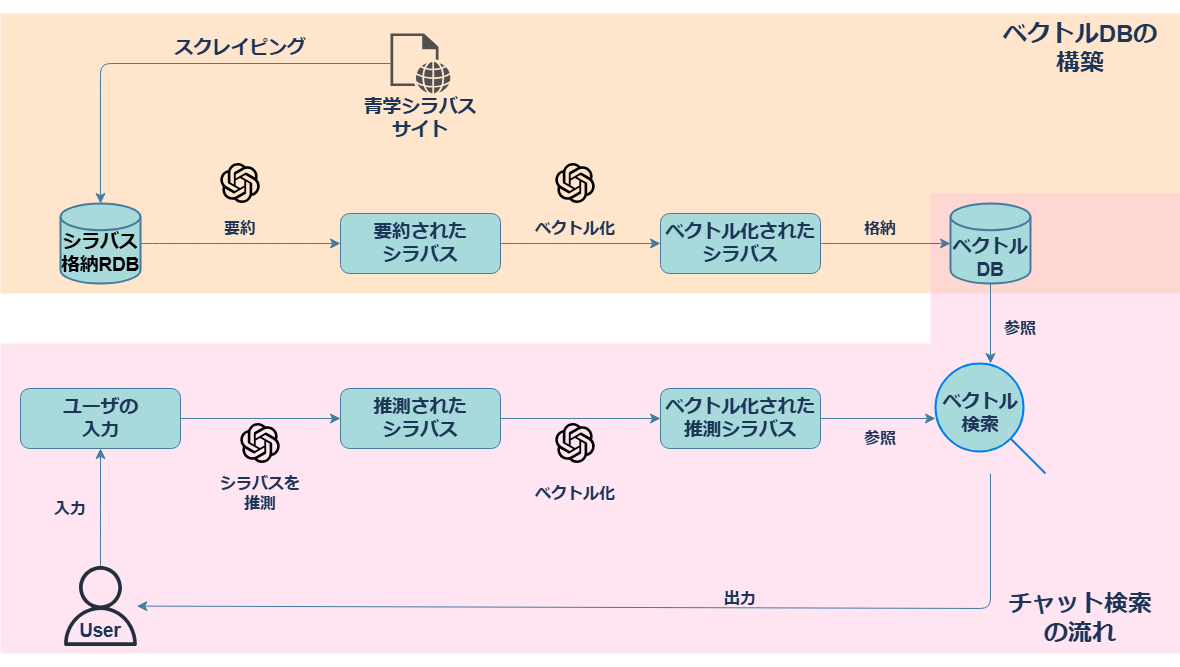 スクレイピング
ベクトルDBの
構築
青学シラバス
サイト
要約
ベクトル化
格納
シラバス
格納RDB
要約された
シラバス
ベクトル化された
シラバス
ベクトル
DB
参照
ユーザの
入力
推測された
シラバス
ベクトル化された
推測シラバス
ベクトル
検索
参照
シラバスを
推測
ベクトル化
入力
出力
User
チャット検索
の流れ